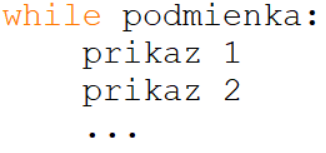 while podmienka:
    prikaz 1
    prikaz 2
    ...